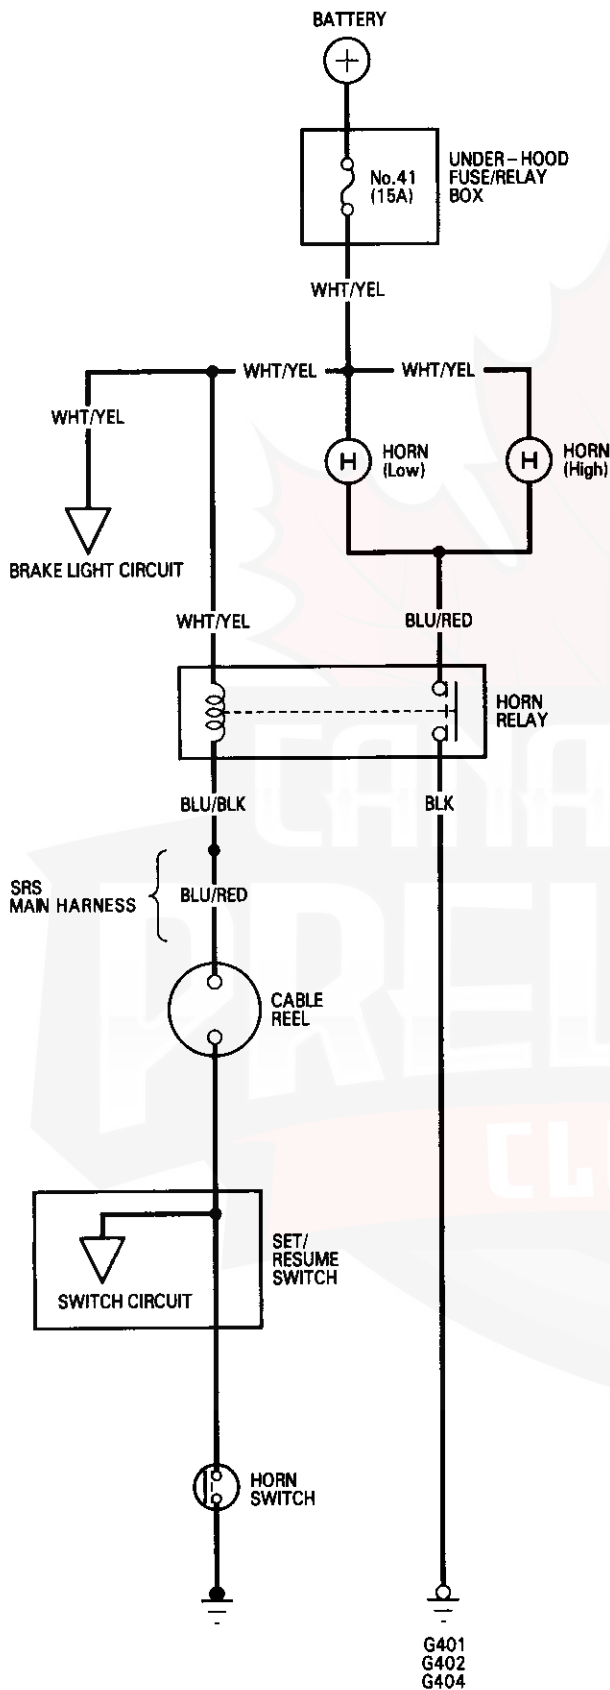 BATTERY
No.41
(15A)
UNDER-HOOD
FUSE/RELAY
BOX
WHT/YEL
WHT/YEL
WHT/YEL
WHT/YEL
HORN
(Low)
HORN
(High)
BRAKE LIGHT CIRCUIT
WHT/YEL
BLU/RED
HORN
RELAY
BLU/BLK
BLK
SRS
MAIN HARNESS
BLU/RED
CABLE
REEL
SET/
RESUME
SWITCH
SWITCH CIRCUIT
HORN
SWITCH
G401
G402
G404